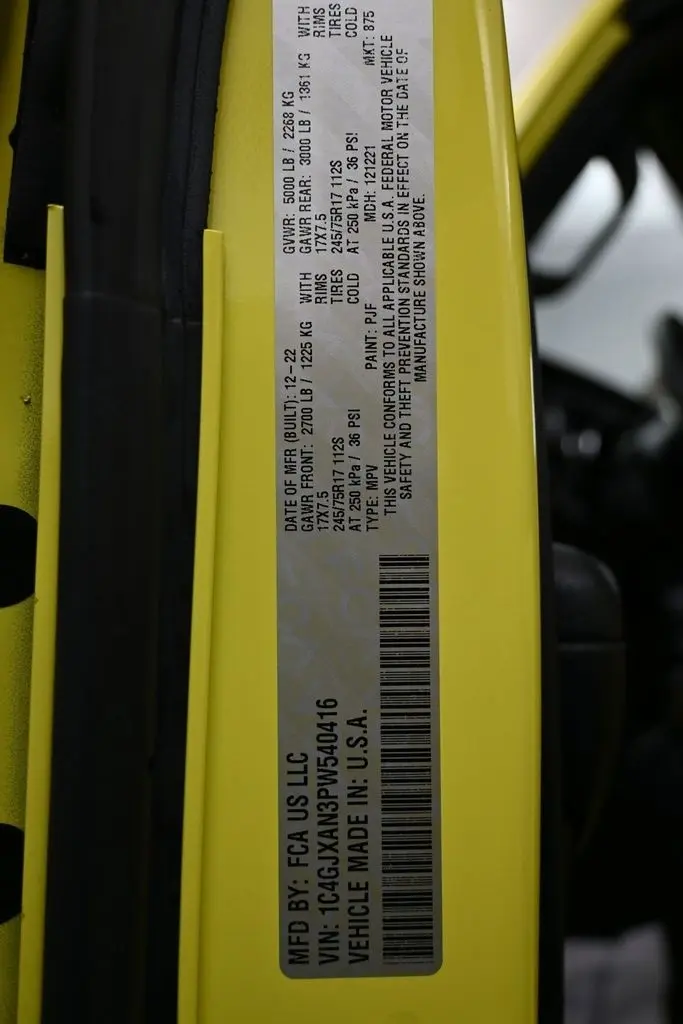 MFD BY: FCA US LLC
VIN: 1C4GJXAN3PW540416
VEHICLE MADE IN: U.S.A.
DATE OF MFR (BUILT): 12-22 GVWR: 5000 LB / 2268 KG
GAWR FRONT: 2700 LB / 1225 KG WITH GAWR REAR: 3000 LB / 1361 KG WITH
17X7.5 RIMS 17X7.5 RIMS
245/75R17 112S TIRES 245/75R17 112S TIRES
AT 250 kPa / 36 PSI COLD AT 250 kPa / 36 PSI COLD
TYPE: MPV PAINT: PJF MDH: 121221 MKT: 875
THIS VEHICLE CONFORMS TO ALL APPLICABLE U.S.A. FEDERAL MOTOR VEHICLE
SAFETY AND THEFT PREVENTION STANDARDS IN EFFECT ON THE DATE OF
MANUFACTURE SHOWN ABOVE.